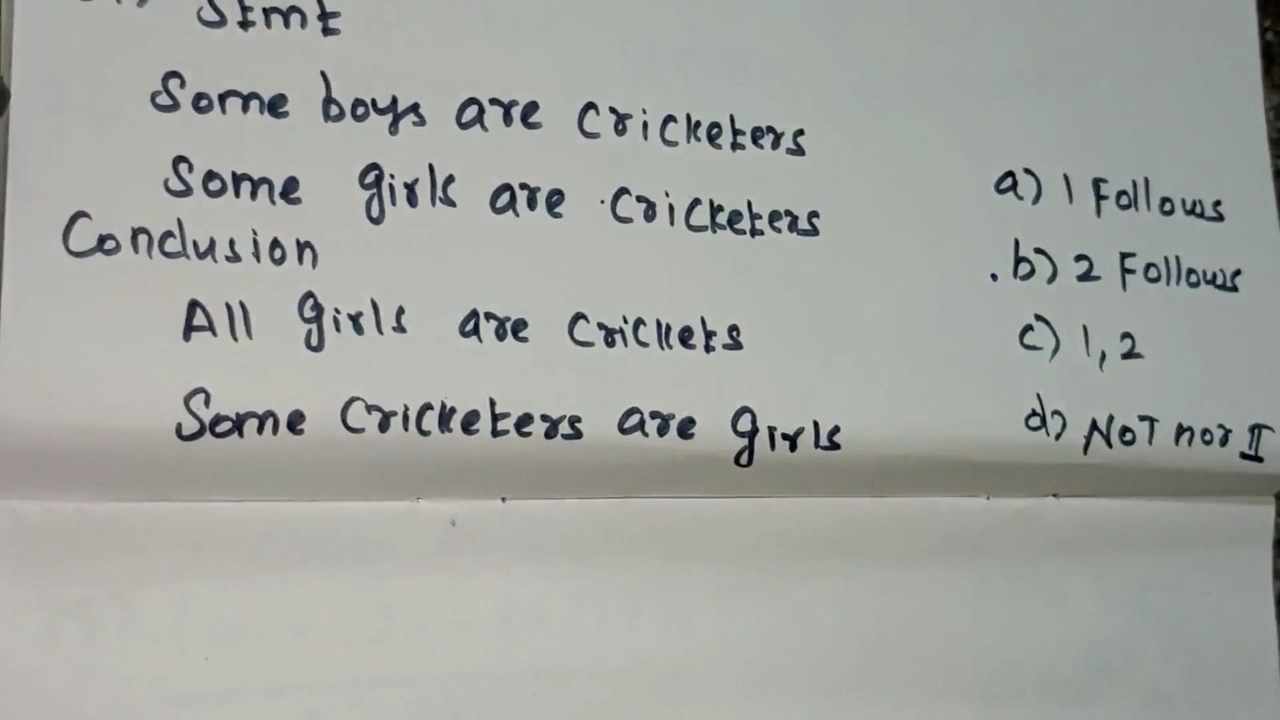 Stmt
Some boys are cricketers
Some girls are cricketers
Conclusion
All girls are crickets
Some cricketers are girls
a) 1 Follows
b) 2 Follows
c) 1, 2
d) NOT nor II